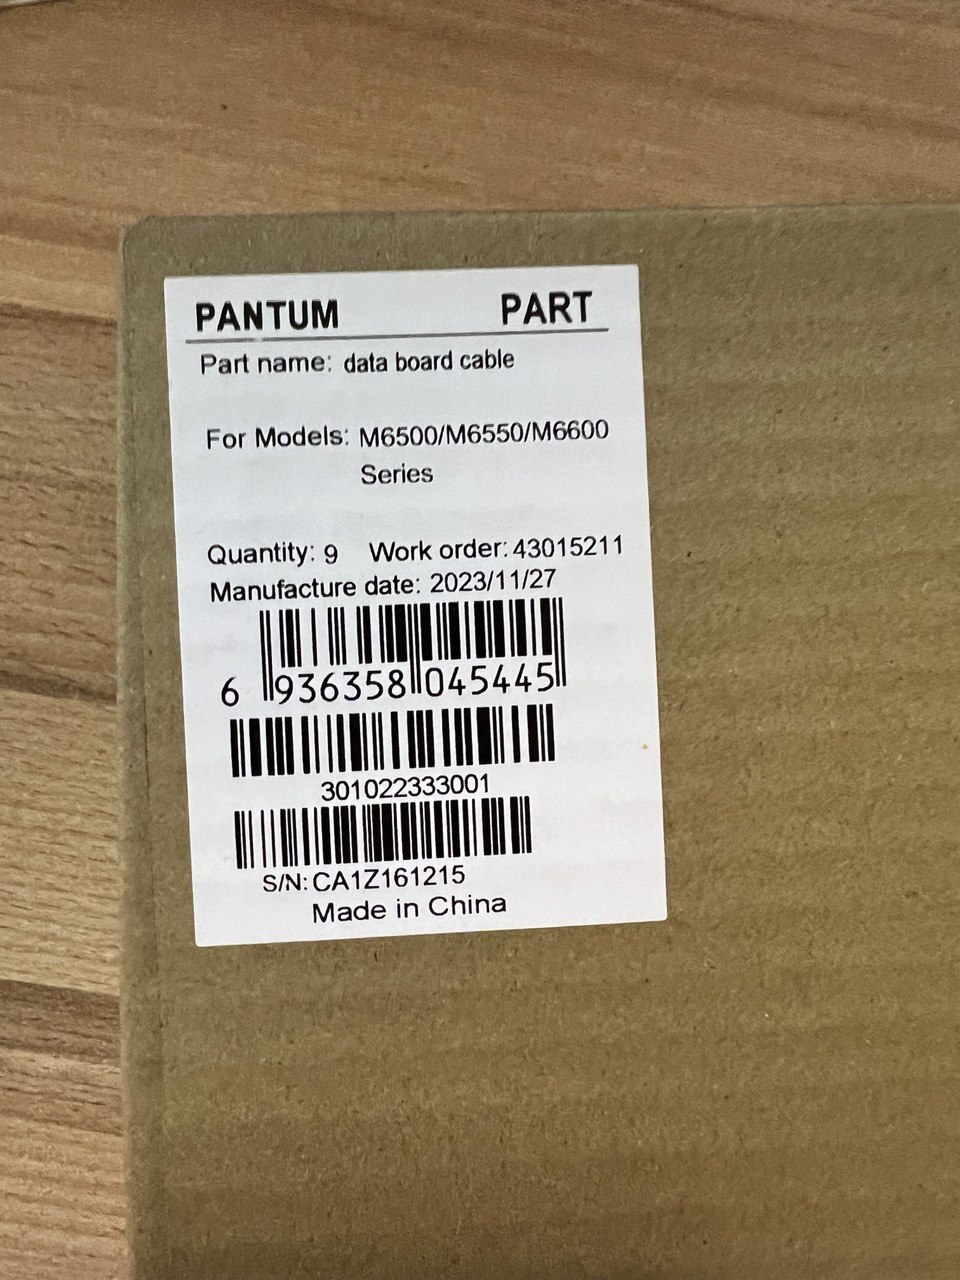 PANTUM PART
Part name: data board cable
For Models: M6500/M6550/M6600
Series
Quantity: 9 Work order: 43015211
Manufacture date: 2023/11/27
6 936358 045445
301022333001
S/N: CA1Z161215
Made in China